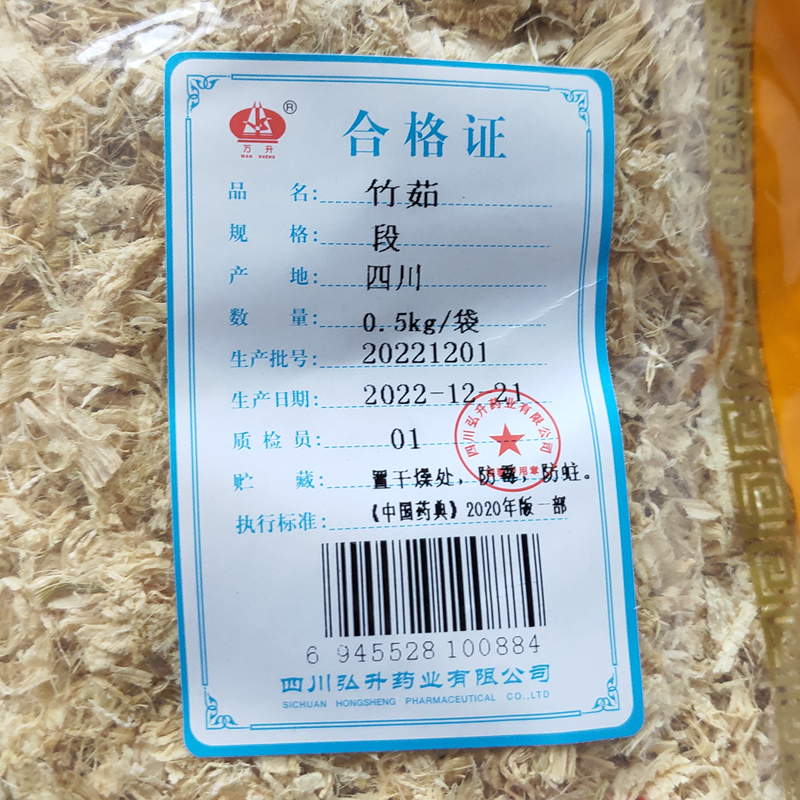 ®
万升
WAN SHENG
合格证
品 名: 竹茹
规 格: 段
产 地: 四川
数 量: 0.5kg/袋
生产批号: 20221201
生产日期: 2022-12-21
质检员: 01
四川弘升药业有限公司
贮 藏: 置干燥处, 防霉, 防蛀。
执行标准: 《中国药典》2020年版一部
6 945528 100884
四川弘升药业有限公司
SICHUAN HONGSHENG PHARMACEUTICAL CO.,LTD